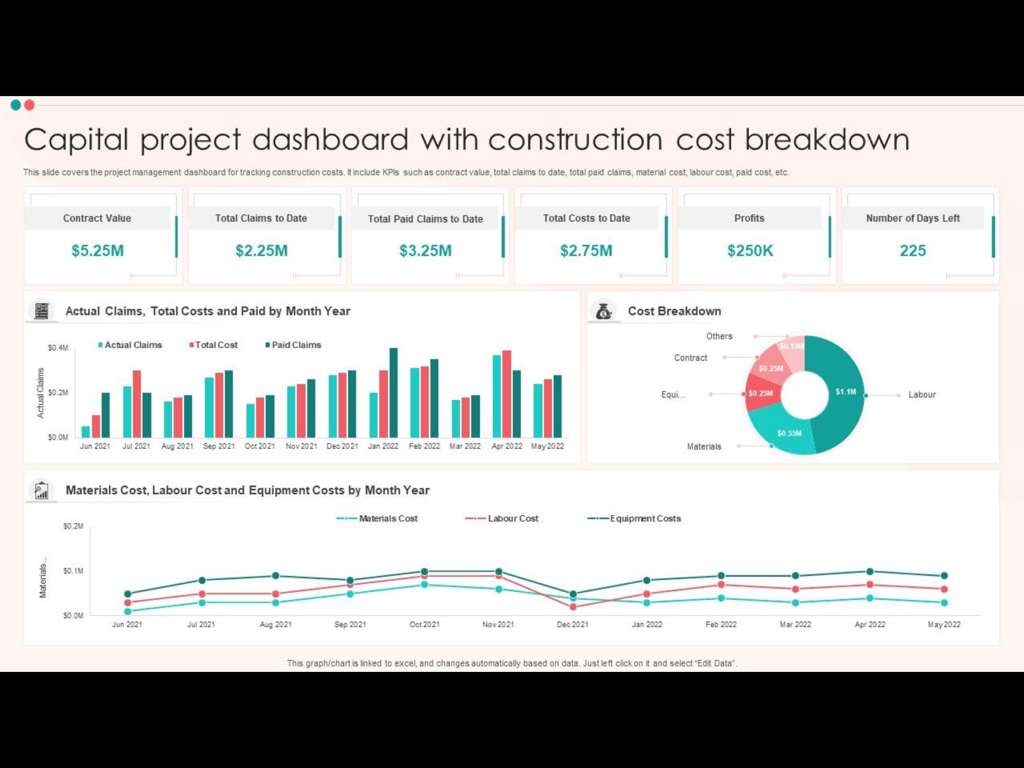 Capital project dashboard with construction cost breakdown
This slide covers the project management dashboard for tracking construction costs. It include KPIs such as contract value, total claims to date, total paid claims, material cost, labour cost, paid cost, etc.
Contract Value
$5.25M
Total Claims to Date
$2.25M
Total Paid Claims to Date
$3.25M
Total Costs to Date
$2.75M
Profits
$250K
Number of Days Left
225
Actual Claims, Total Costs and Paid by Month Year
Actual Claims
Total Cost
Paid Claims
Actual Claims
$0.4M
$0.2M
$0.0M
Jun 2021 Jul 2021 Aug 2021 Sep 2021 Oct 2021 Nov 2021 Dec 2021 Jan 2022 Feb 2022 Mar 2022 Apr 2022 May 2022
Cost Breakdown
Others
Contract
Equi...
Materials
Labour
$0.25M
$0.25M
$0.55M
$1.1M
Materials Cost, Labour Cost and Equipment Costs by Month Year
Materials Cost
Labour Cost
Equipment Costs
Materials...
$0.2M
$0.1M
$0.0M
Jun 2021 Jul 2021 Aug 2021 Sep 2021 Oct 2021 Nov 2021 Dec 2021 Jan 2022 Feb 2022 Mar 2022 Apr 2022 May 2022
This graph/chart is linked to excel, and changes automatically based on data. Just left click on it and select "Edit Data".